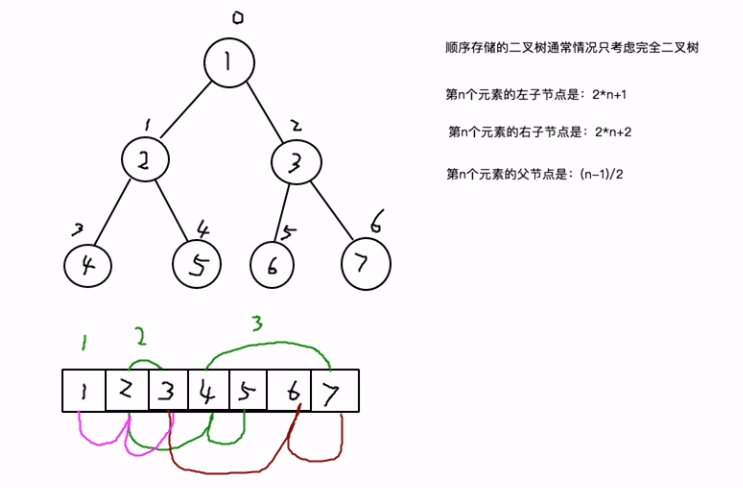 0
1
1 2
2 3
3 4 5 6
4 5 6 7
顺序存储的二叉树通常情况只考虑完全二叉树
第n个元素的左子节点是：2*n+1
第n个元素的右子节点是：2*n+2
第n个元素的父节点是：(n-1)/2
1 2 3
1 2 3 4 5 6 7